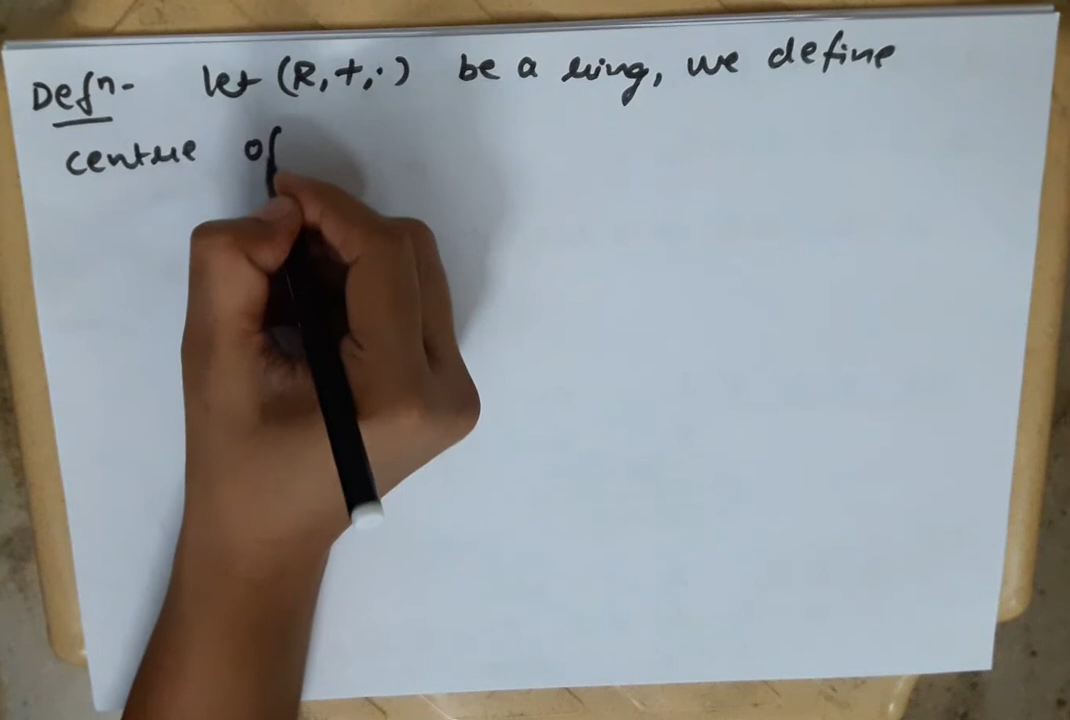 Defn- let (R,+,·) be a ring, we define
centre of